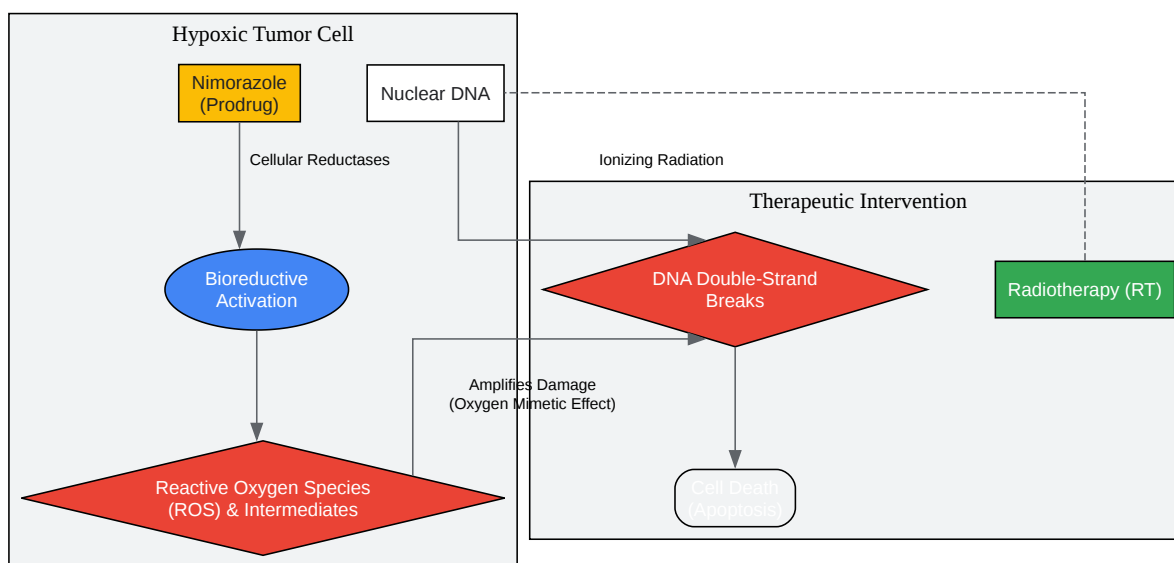 Hypoxic Tumor Cell
Nimorazole
(Prodrug)
Nuclear DNA
Cellular Reductases
Ionizing Radiation
Therapeutic Intervention
Bioreductive
Activation
DNA Double-Strand
Breaks
Radiotherapy (RT)
Amplifies Damage
(Oxygen Mimetic Effect)
Reactive Oxygen Species
(ROS) & Intermediates
Cell Death
(Apoptosis)